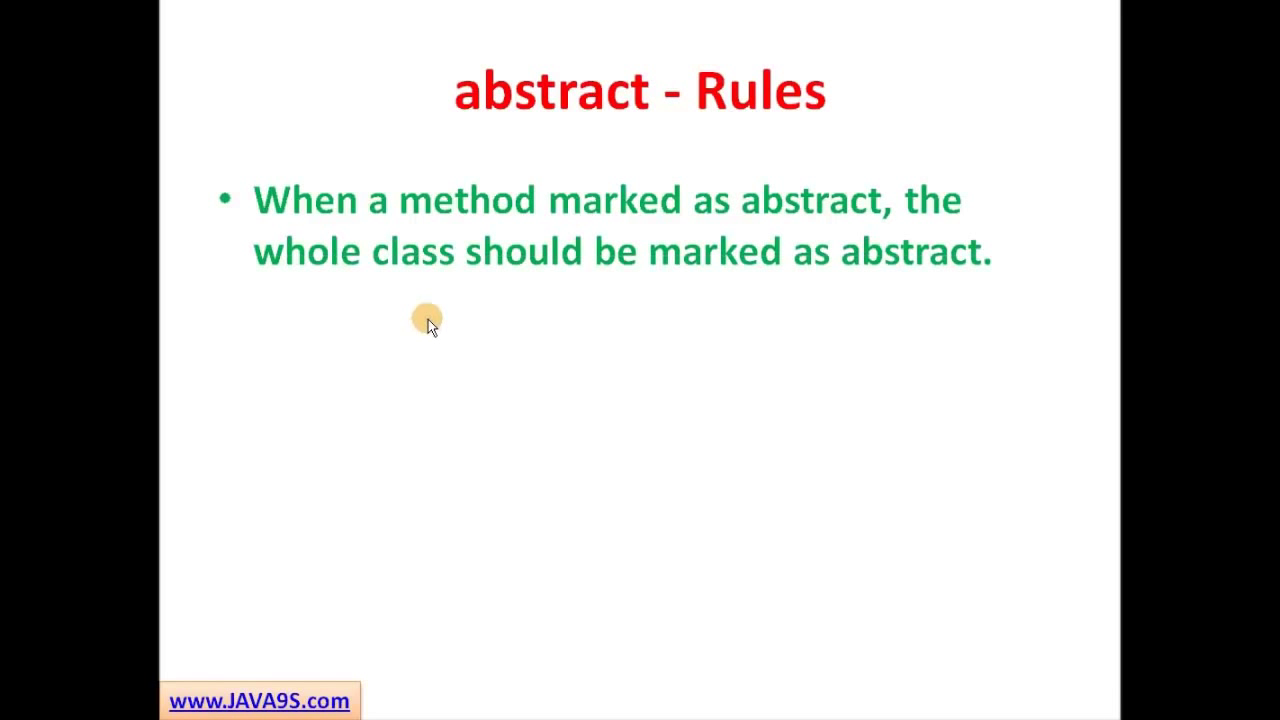 abstract - Rules
• When a method marked as abstract, the
whole class should be marked as abstract.
www.JAVA9S.com